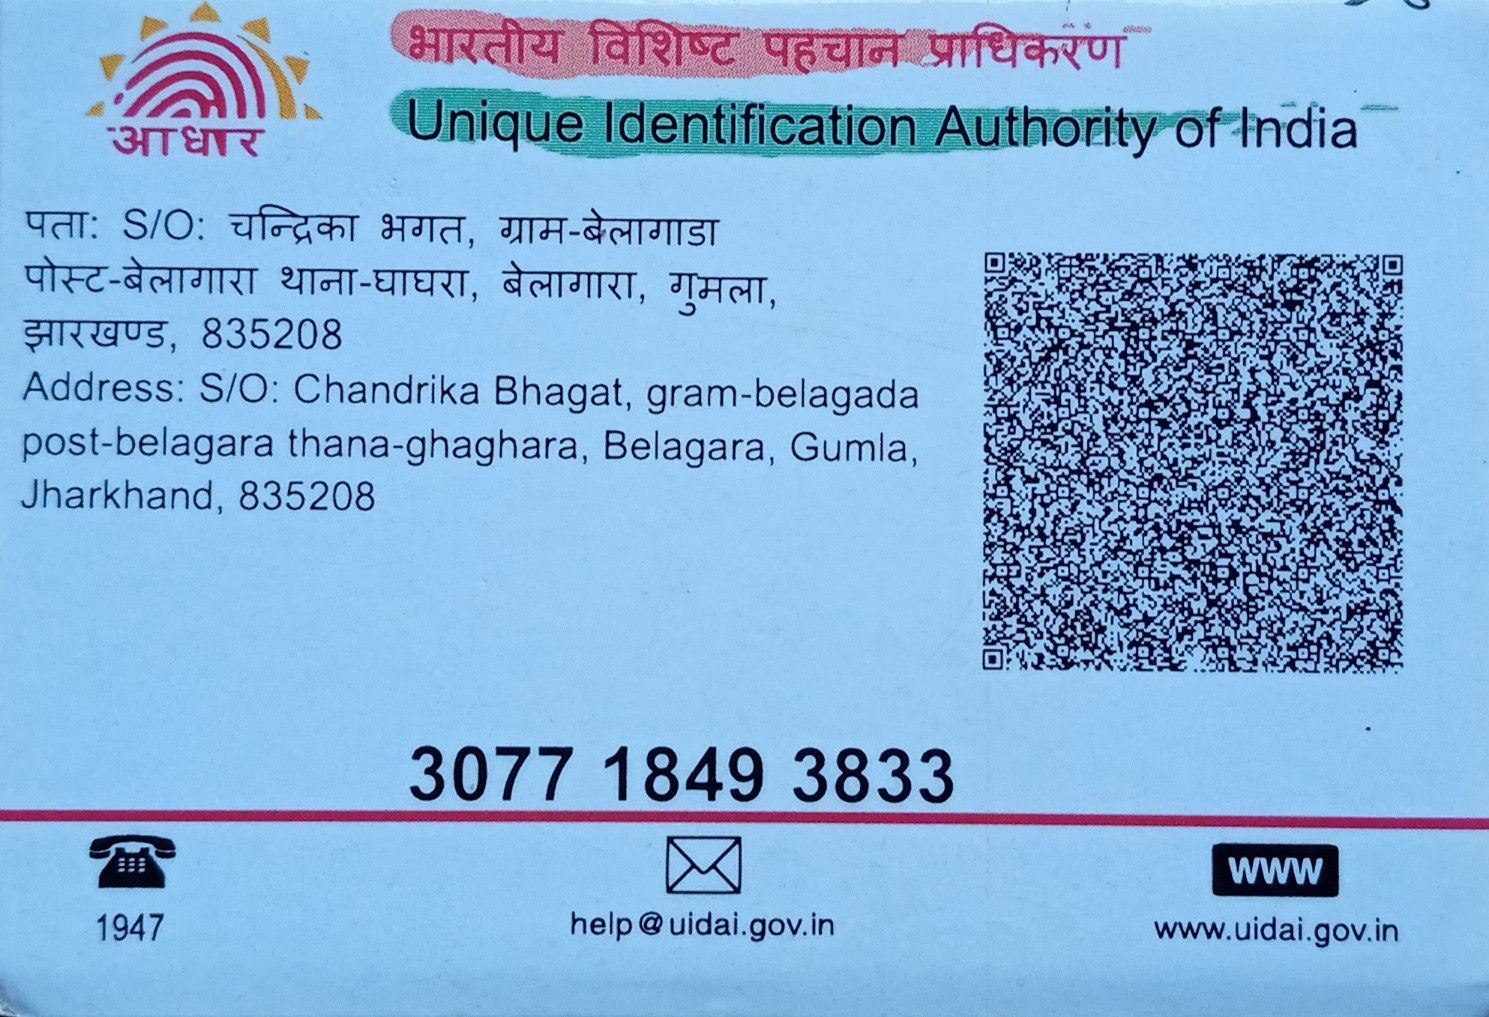 भारतीय विशिष्ट पहचान प्राधिकरण
Unique Identification Authority of India
आधार
पता: S/O: चन्द्रिका भगत, ग्राम-बेलागाडा
पोस्ट-बेलागारा थाना-घाघरा, बेलागारा, गुमला,
झारखण्ड, 835208
Address: S/O: Chandrika Bhagat, gram-belagada
post-belagara thana-ghaghara, Belagara, Gumla,
Jharkhand, 835208
3077 1849 3833
1947
help@uidai.gov.in
www
www.uidai.gov.in